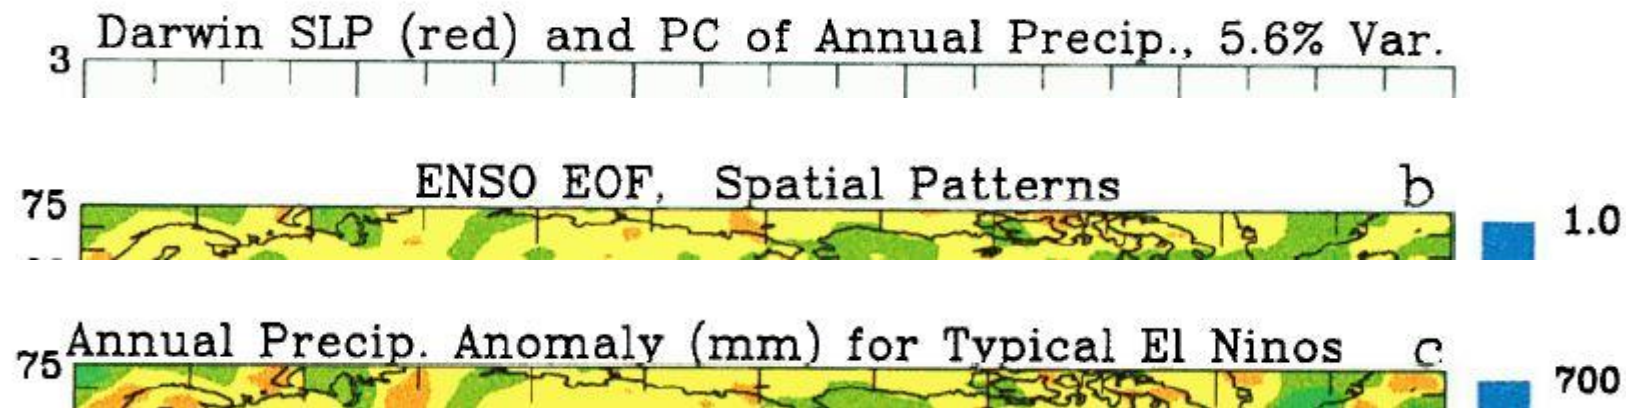 Darwin SLP (red) and PC of Annual Precip., 5.6% Var.
3
ENSO EOF, Spatial Patterns b
75
1.0
Annual Precip. Anomaly (mm) for Typical El Ninos c
75
700